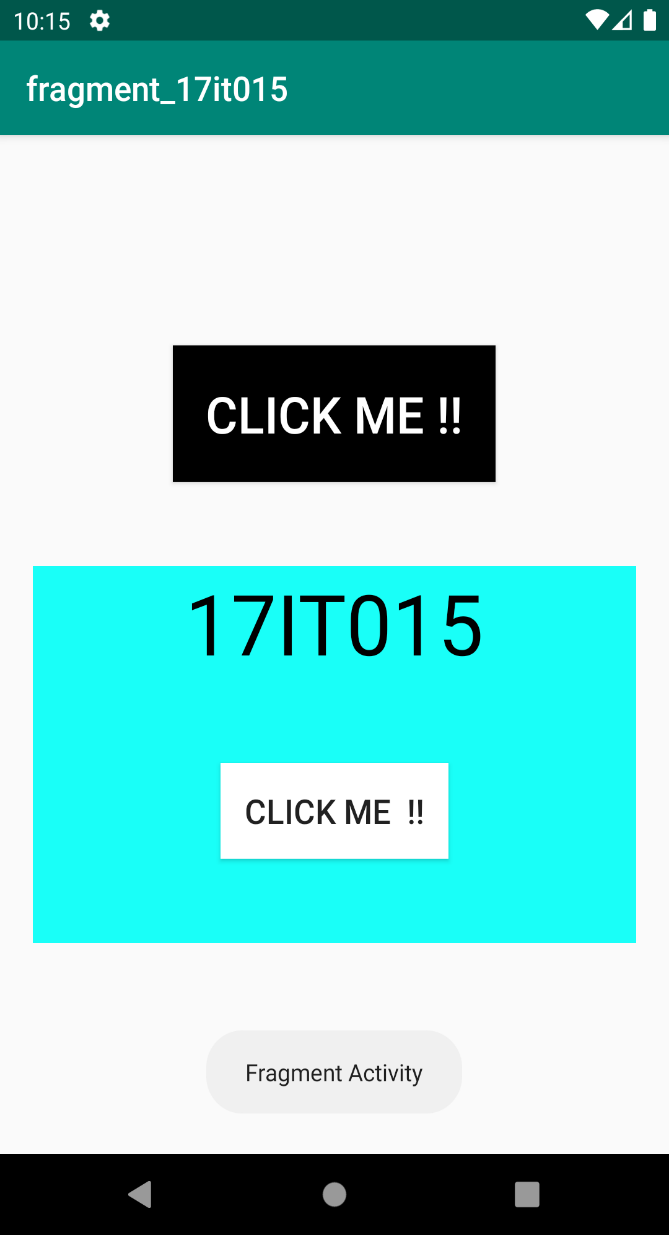 10:15
fragment_17it015
CLICK ME !!
17IT015
CLICK ME !!
Fragment Activity